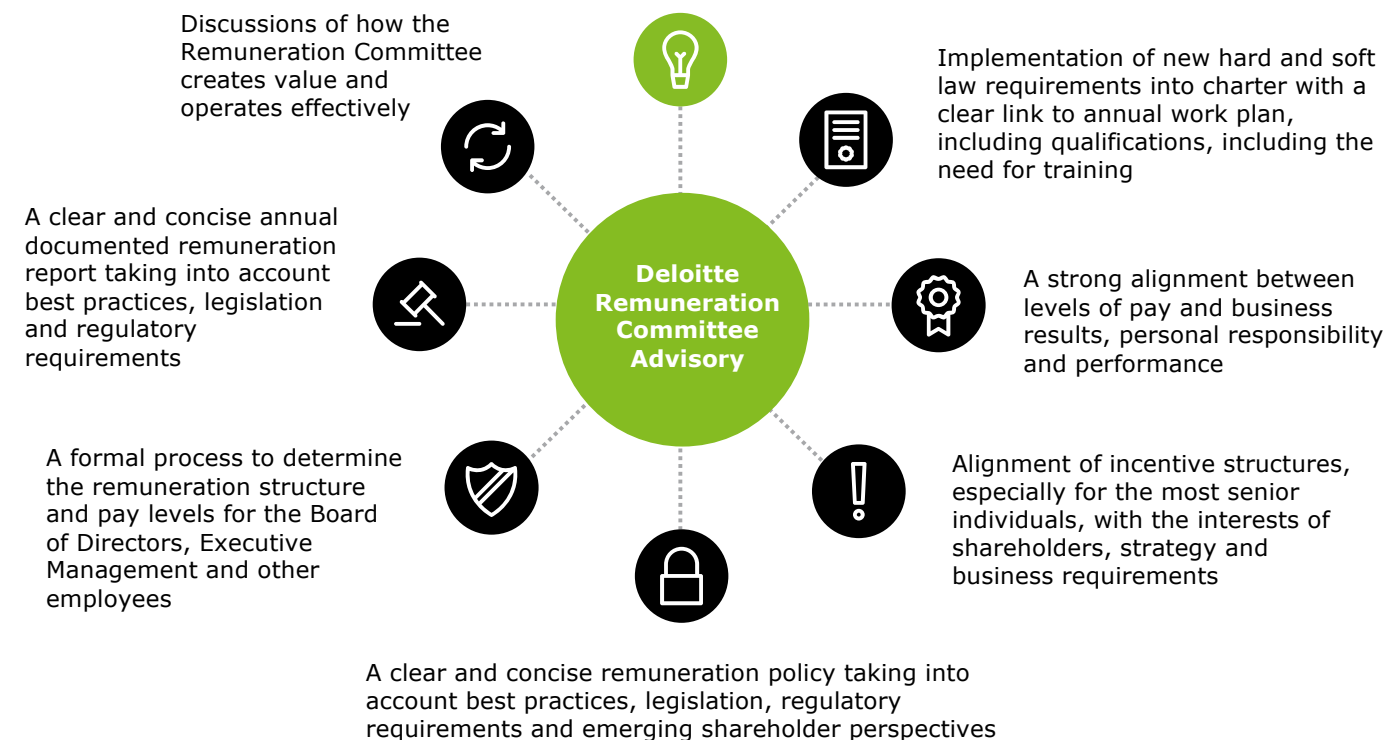 Discussions of how the
Remuneration Committee
creates value and
operates effectively
Implementation of new hard and soft
law requirements into charter with a
clear link to annual work plan,
including qualifications, including the
need for training
A clear and concise annual
documented remuneration
report taking into account
best practices, legislation
and regulatory
requirements
Deloitte
Remuneration
Committee
Advisory
A strong alignment between
levels of pay and business
results, personal responsibility
and performance
A formal process to determine
the remuneration structure
and pay levels for the Board
of Directors, Executive
Management and other
employees
Alignment of incentive structures,
especially for the most senior
individuals, with the interests of
shareholders, strategy and
business requirements
A clear and concise remuneration policy taking into
account best practices, legislation, regulatory
requirements and emerging shareholder perspectives